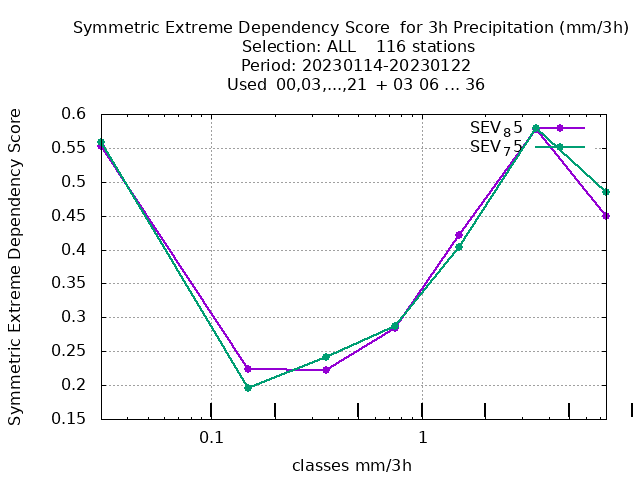 Symmetric Extreme Dependency Score  for 3h Precipitation (mm/3h)
Selection: ALL    116 stations
Period: 20230114-20230122
Used  00,03,...,21  + 03 06 ... 36
Symmetric Extreme Dependency Score
0.6
0.55
0.5
0.45
0.4
0.35
0.3
0.25
0.2
0.15
SEV₈5
SEV₇5
0.1
1
classes mm/3h